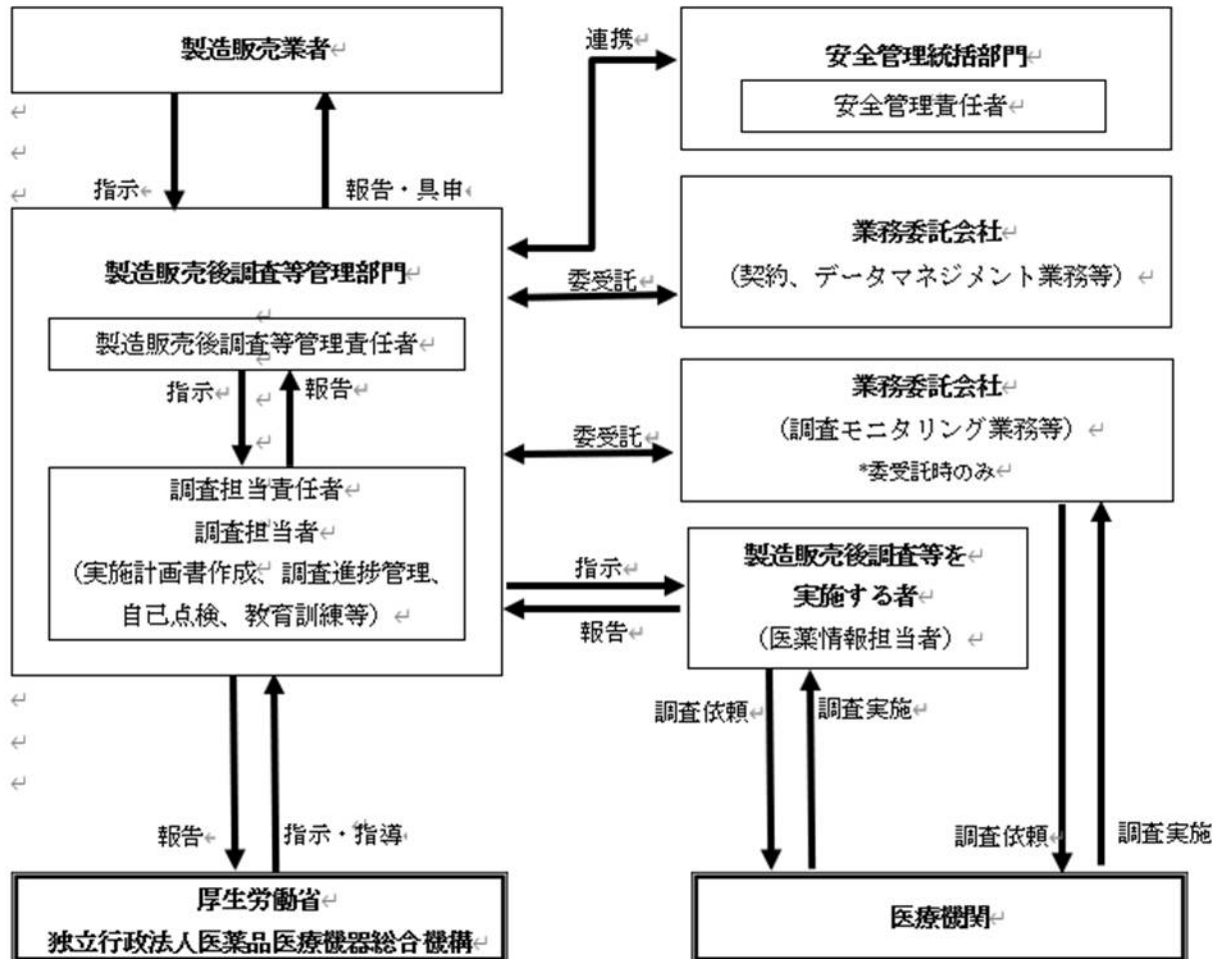 製造販売業者
連携
安全管理統括部門
安全管理責任者
指示
報告・具申
製造販売後調査等管理部門
製造販売後調査等管理責任者
指示
報告
調査担当責任者
調査担当者
(実施計画書作成、調査進捗管理、
自己点検、教育訓練等)
委受託
業務委託会社
(契約、データマネジメント業務等)
委受託
業務委託会社
(調査モニタリング業務等)
*委受託時のみ
指示
報告
製造販売後調査等を
実施する者
(医薬情報担当者)
調査依頼
調査実施
報告
指示・指導
調査依頼
調査実施
厚生労働省
独立行政法人医薬品医療機器総合機構
医療機関